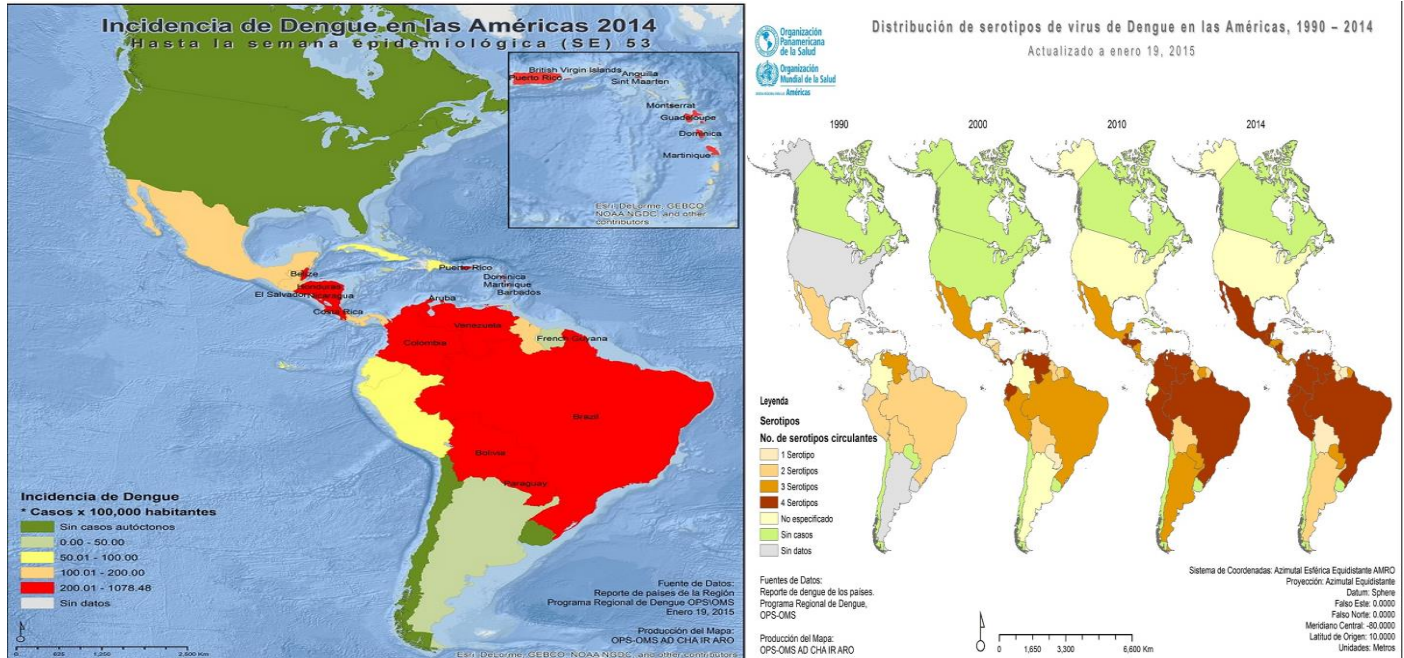 Incidencia de Dengue en las Américas 2014
Hasta la semana epidemiológica (SE) 53
British Virgin Islands
Puerto Rico
Anguilla
Sint Maarten
Montserrat
Guadeloupe
Dominica
Martinique
Esri, DeLorme, GEBCO,
NOAA NGDC, and other
contributors
Belize
Honduras
El Salvador
Nicaragua
Costa Rica
Puerto Rico
Dominica
Martinique
Barbados
Aruba
Venezuela
Colombia
French Guyana
Brazil
Bolivia
Paraguay
Incidencia de Dengue
* Casos x 100,000 habitantes
Sin casos autóctonos
0.00 - 50.00
50.01 - 100.00
100.01 - 200.00
200.01 - 1078.48
Sin datos
0 625 1,250 2,500 Km
Fuente de Datos:
Reporte de países de la Región
Programa Regional de Dengue OPS\OMS
Enero 19, 2015
Producción del Mapa:
OPS-OMS AD CHA IR ARO
Esri, DeLorme, GEBCO, NOAA NGDC, and other contributors
Organización
Panamericana
de la Salud
Organización
Mundial de la Salud
Américas
Distribución de serotipos de virus de Dengue en las Américas, 1990 – 2014
Actualizado a enero 19, 2015
1990
2000
2010
2014
Leyenda
Serotipos
No. de serotipos circulantes
1 Serotipo
2 Serotipos
3 Serotipos
4 Serotipos
No especificado
Sin casos
Sin datos
Fuentes de Datos:
Reporte de dengue de los países.
Programa Regional de Dengue,
OPS-OMS
Producción del Mapa:
OPS-OMS AD CHA IR ARO
0 1,650 3,300 6,600 Km
Sistema de Coordenadas: Azimutal Esférica Equidistante AMRO
Proyección: Azimutal Equidistante
Datum: Sphere
Falso Este: 0.0000
Falso Norte: 0.0000
Meridiano Central: -80.0000
Latitud de Origen: 10.0000
Unidades: Metros